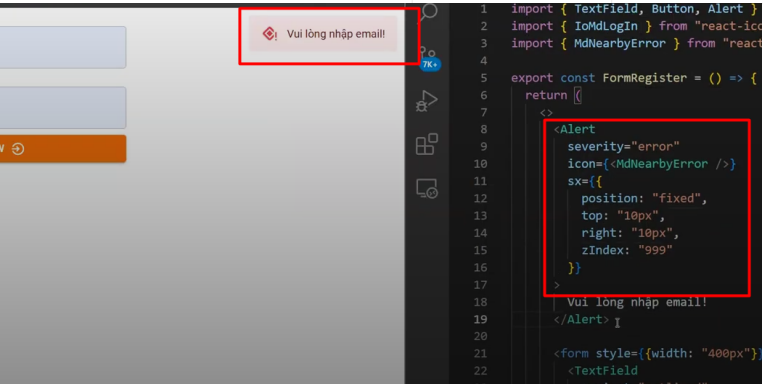 Vui lòng nhập email!
7K+
1 import { TextField, Button, Alert }
2 import { IoMdLogIn } from "react-ico
3 import { MdNearbyError } from "react
4
5 export const FormRegister = () => {
6 return (
7 <>
8 <Alert
9 severity="error"
10 icon={<MdNearbyError />}
11 sx={{
12 position: "fixed",
13 top: "10px",
14 right: "10px",
15 zIndex: "999"
16 }}
17 >
18 Vui lòng nhập email!
19 </Alert>
20
21 <form style={{width: "400px"}}
22 <TextField